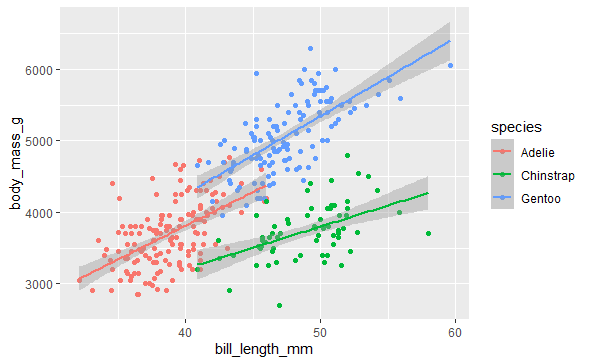 6000
5000
4000
3000
body_mass_g
40
50
60
bill_length_mm
species
Adelie
Chinstrap
Gentoo